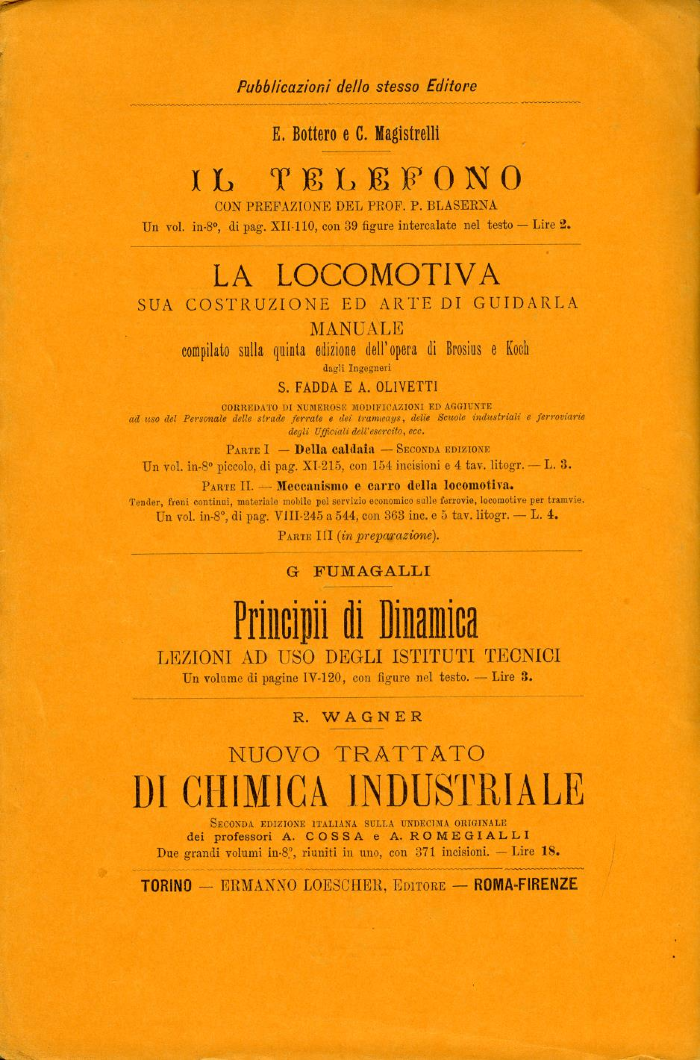 Pubblicazioni dello stesso Editore
E. Bottero e C. Magistrelli
IL TELEFONO
CON PREFAZIONE DEL PROF. P. BLASERNA
Un vol. in-8º, di pag. XII-110, con 39 figure intercalate nel testo — Lire 2.
LA LOCOMOTIVA
SUA COSTRUZIONE ED ARTE DI GUIDARLA
MANUALE
compilato sulla quinta edizione dell'opera di Brosius e Koch
dagli Ingegneri
S. FADDA E A. OLIVETTI
CORREDATO DI NUMEROSE MODIFICAZIONI ED AGGIUNTE
ad uso del Personale delle strade ferrate e dei tramways, delle Scuole industriali e ferroviarie
degli Ufficiali dell'esercito, ecc.
PARTE I — Della caldaia — SECONDA EDIZIONE
Un vol. in-8º piccolo, di pag. XI-215, con 154 incisioni e 4 tav. litogr. — L. 3.
PARTE II. — Meccanismo e carro della locomotiva.
Tender, freni continui, materiale mobile pel servizio economico sulle ferrovie, locomotive per tramvie.
Un vol. in-8º, di pag. VIII-245 a 544, con 363 inc. e 5 tav. litogr. — L. 4.
PARTE III (in preparazione).
G FUMAGALLI
Principii di Dinamica
LEZIONI AD USO DEGLI ISTITUTI TECNICI
Un volume di pagine IV-120, con figure nel testo. — Lire 3.
R. WAGNER
NUOVO TRATTATO
DI CHIMICA INDUSTRIALE
SECONDA EDIZIONE ITALIANA SULLA UNDECIMA ORIGINALE
dei professori A. COSSA e A. ROMEGIALLI
Due grandi volumi in-8.º, riuniti in uno, con 371 incisioni. — Lire 18.
TORINO — ERMANNO LOESCHER, EDITORE — ROMA-FIRENZE